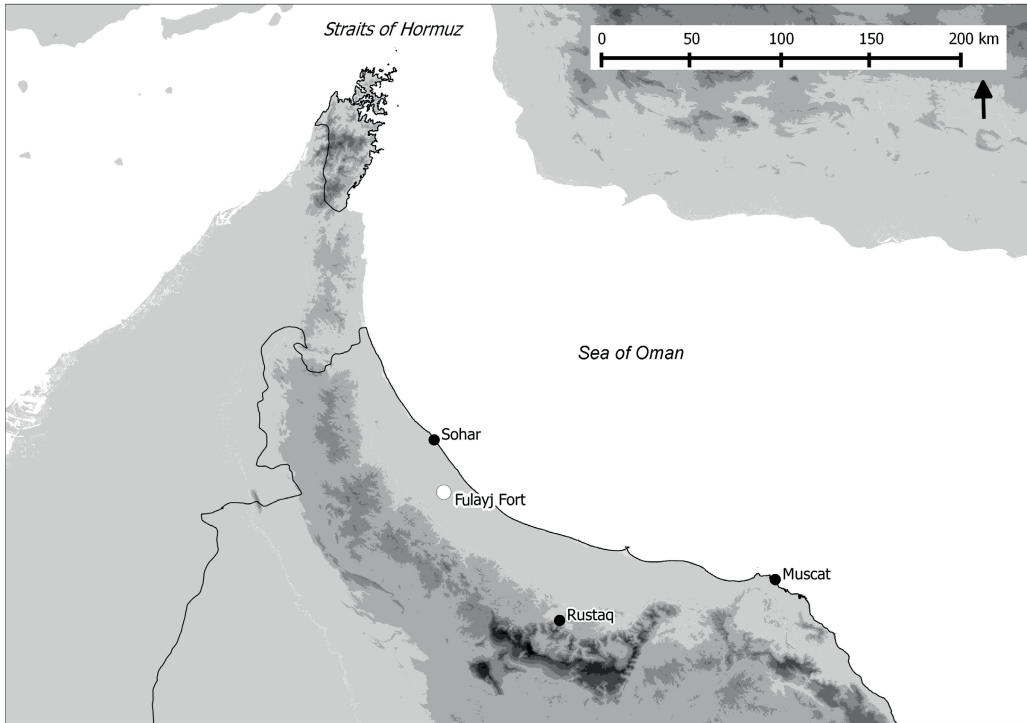 Straits of Hormuz
0 50 100 150 200 km
Sea of Oman
Sohar
Fulayj Fort
Muscat
Rustaq